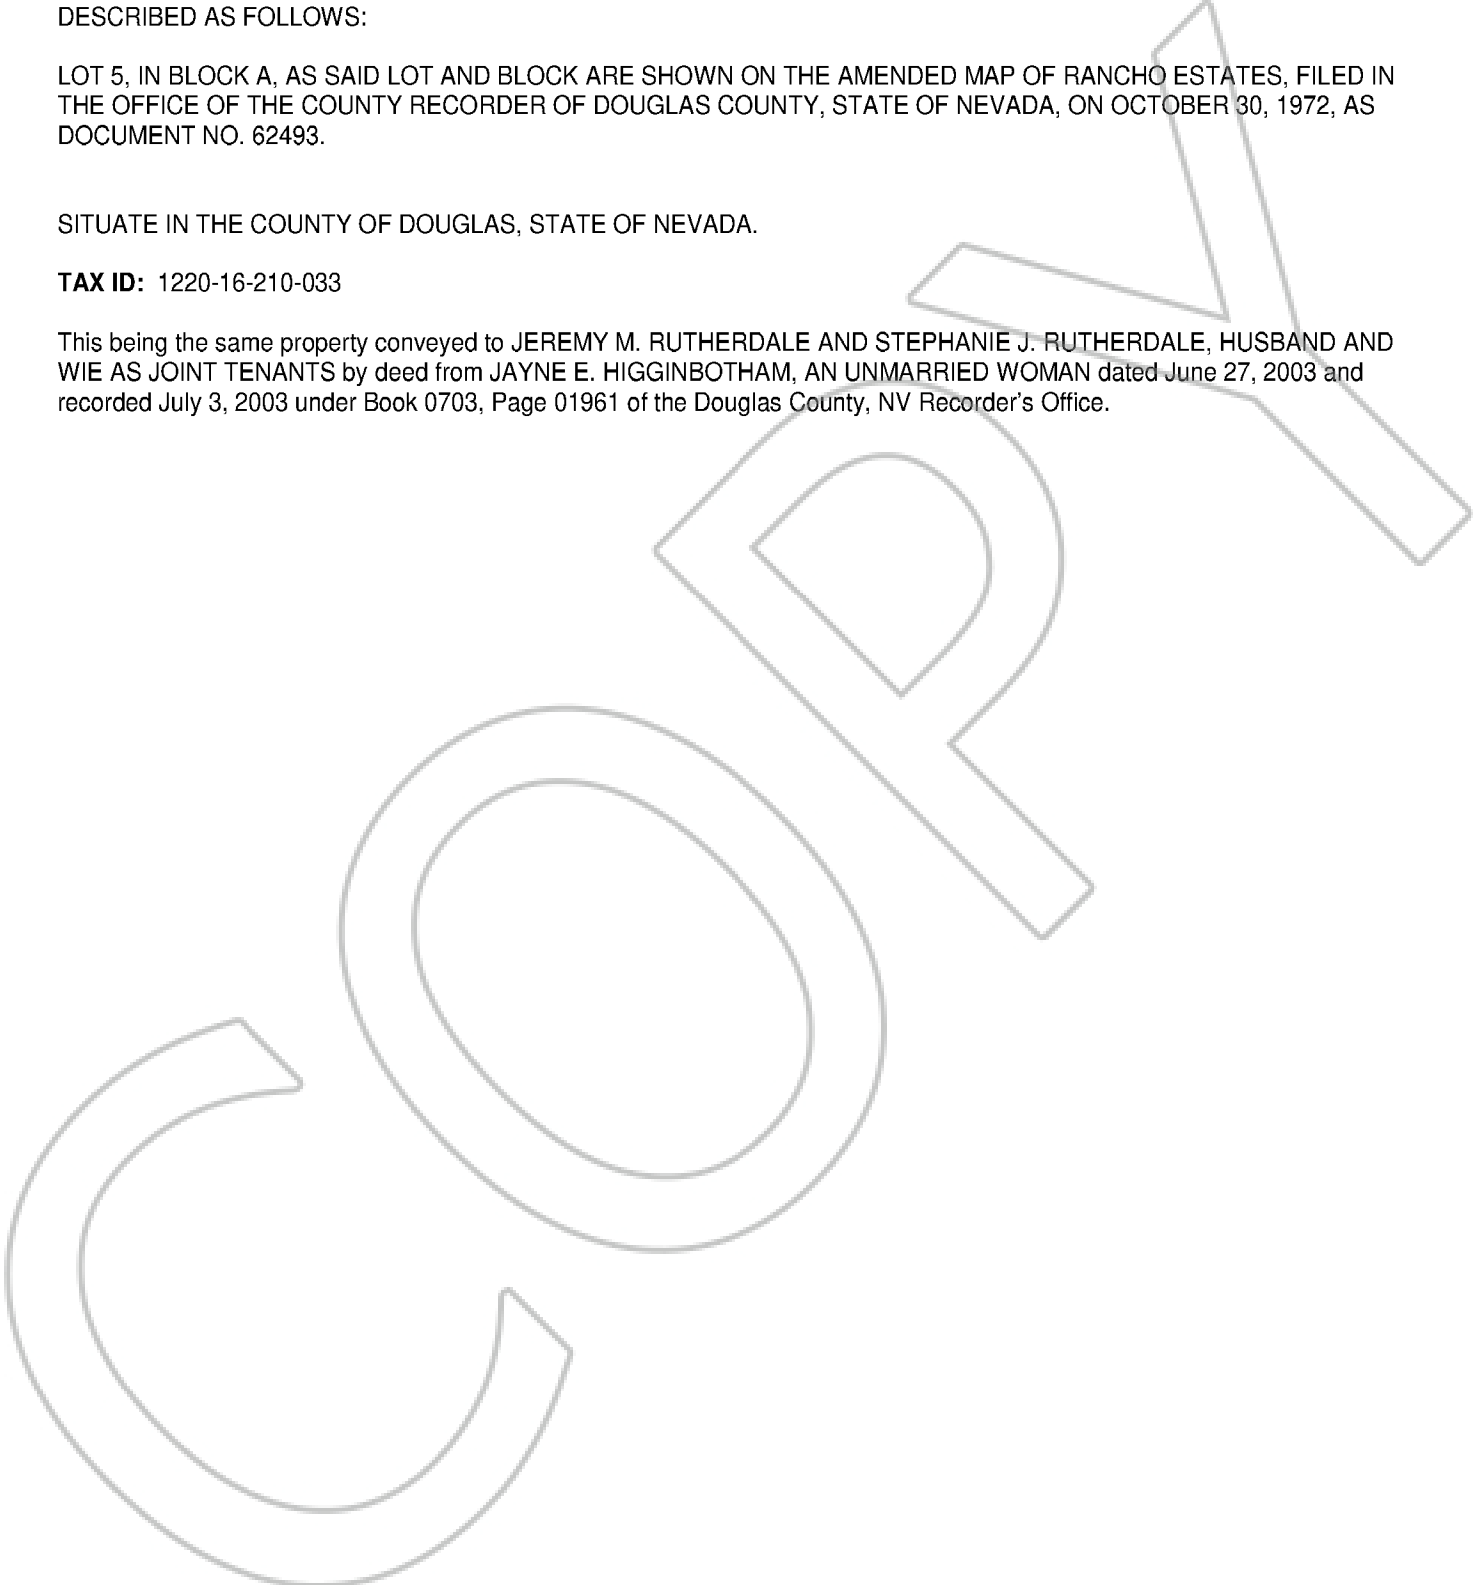 DESCRIBED AS FOLLOWS:
LOT 5, IN BLOCK A, AS SAID LOT AND BLOCK ARE SHOWN ON THE AMENDED MAP OF RANCHO ESTATES, FILED IN
THE OFFICE OF THE COUNTY RECORDER OF DOUGLAS COUNTY, STATE OF NEVADA, ON OCTOBER 30, 1972, AS
DOCUMENT NO. 62493.
SITUATE IN THE COUNTY OF DOUGLAS, STATE OF NEVADA.
TAX ID: 1220-16-210-033
This being the same property conveyed to JEREMY M. RUTHERDALE AND STEPHANIE J. RUTHERDALE, HUSBAND AND
WIE AS JOINT TENANTS by deed from JAYNE E. HIGGINBOTHAM, AN UNMARRIED WOMAN dated June 27, 2003 and
recorded July 3, 2003 under Book 0703, Page 01961 of the Douglas County, NV Recorder's Office.
COPY